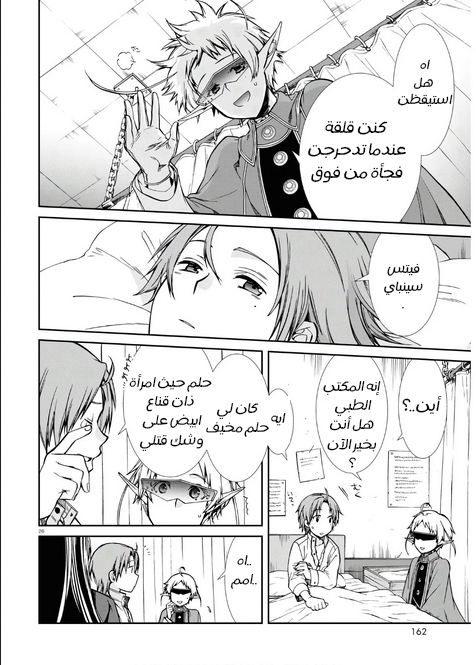 اه
هل
استيقظت
كنت قلقة
عندما تدحرجت
فجأة من فوق
فيتس
سينباي
.
أين..؟
إنه المكتب
الطبي
هل أنت
بخير الآن
؟
ايه
كان لي
حلم مخيف
حلم حيث امرأة
ذات قناع
ابيض على
وشك قتلي
..اه
..امم
26
162